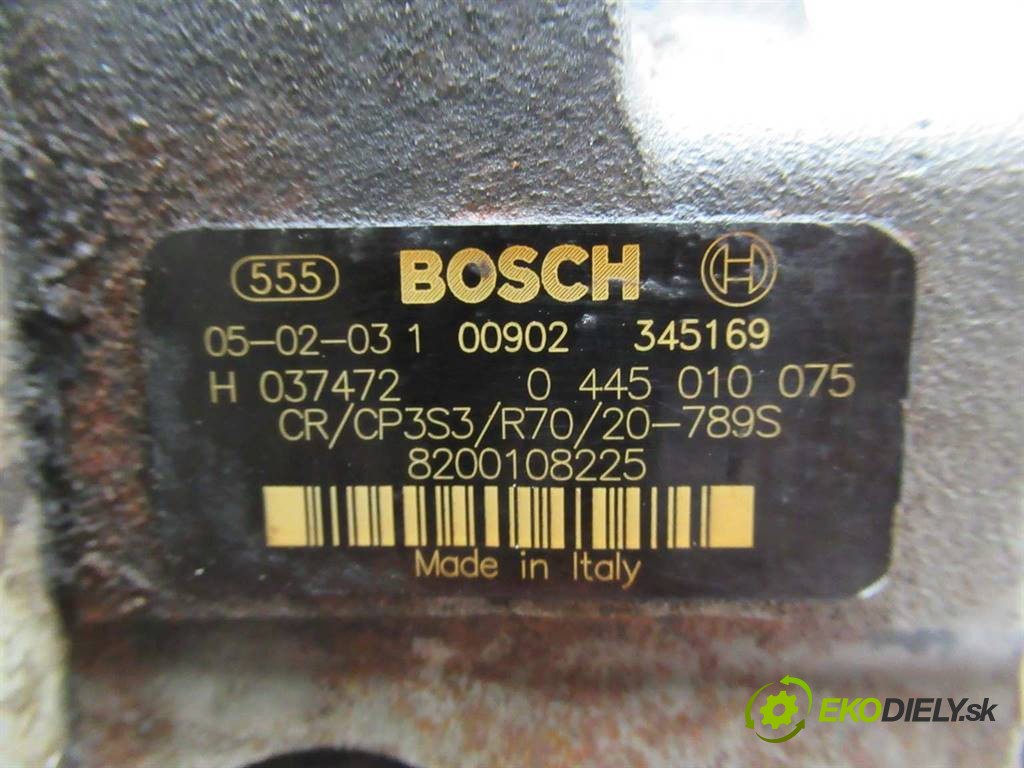 555 BOSCH H
05-02-03 1 00902 345169
H 037472 0 445 010 075
CR/CP3S3/R70/20-789S
8200108225
Made in Italy
EKODIELY.sk